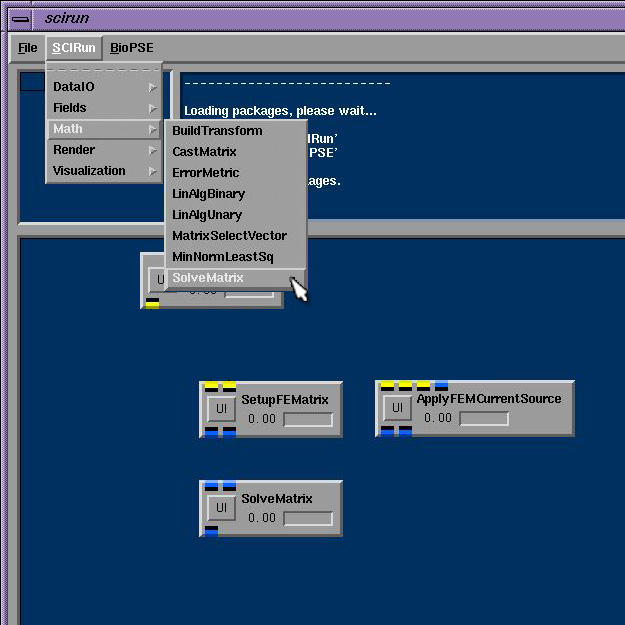 scirun
File SCIRun BioPSE
DataIO
Fields
Math
Render
Visualization
---------------------------
Loading packages, please wait...
IRun'
PSE'
ages.
BuildTransform
CastMatrix
ErrorMetric
LinAlgBinary
LinAlgUnary
MatrixSelectVector
MinNormLeastSq
SolveMatrix
0.00
UI SetupFEMatrix
0.00
UI ApplyFEMCurrentSource
0.00
UI SolveMatrix
0.00